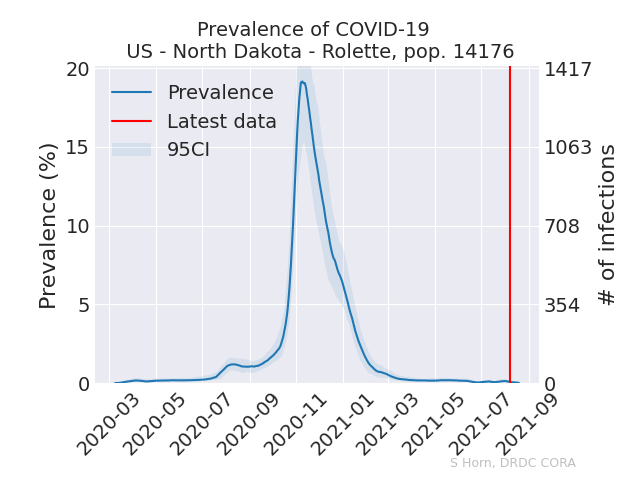 Prevalence of COVID-19
US - North Dakota - Rolette, pop. 14176
Prevalence (%)
20
15
10
5
0
Prevalence
Latest data
95CI
1417
1063
708
354
0
# of infections
2020-03
2020-05
2020-07
2020-09
2020-11
2021-01
2021-03
2021-05
2021-07
2021-09
S Horn, DRDC CORA